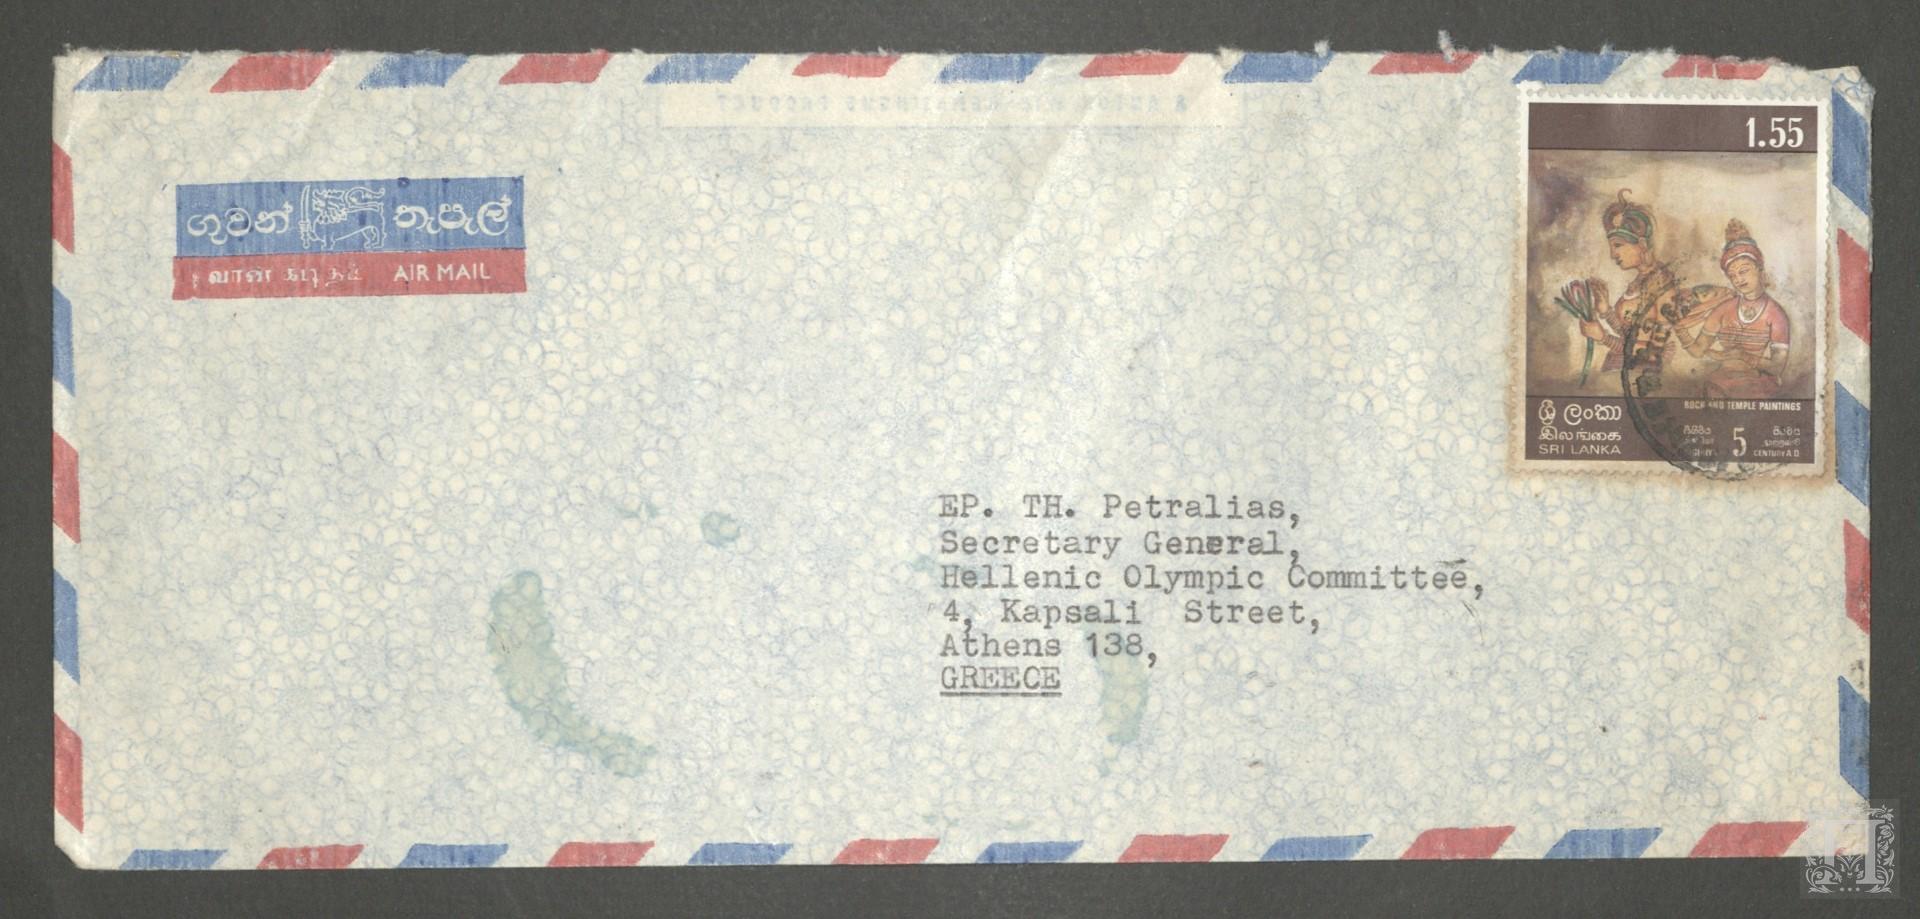 ගුවන් තැපැල්
வான் கடிதம் AIR MAIL
1.55
ශ්‍රී ලංකා
இலங்கை
SRI LANKA
ROCK AND TEMPLE PAINTINGS
5
CENTURY A D
EP. TH. Petralias,
Secretary General,
Hellenic Olympic Committee,
4, Kapsali Street,
Athens 138,
GREECE